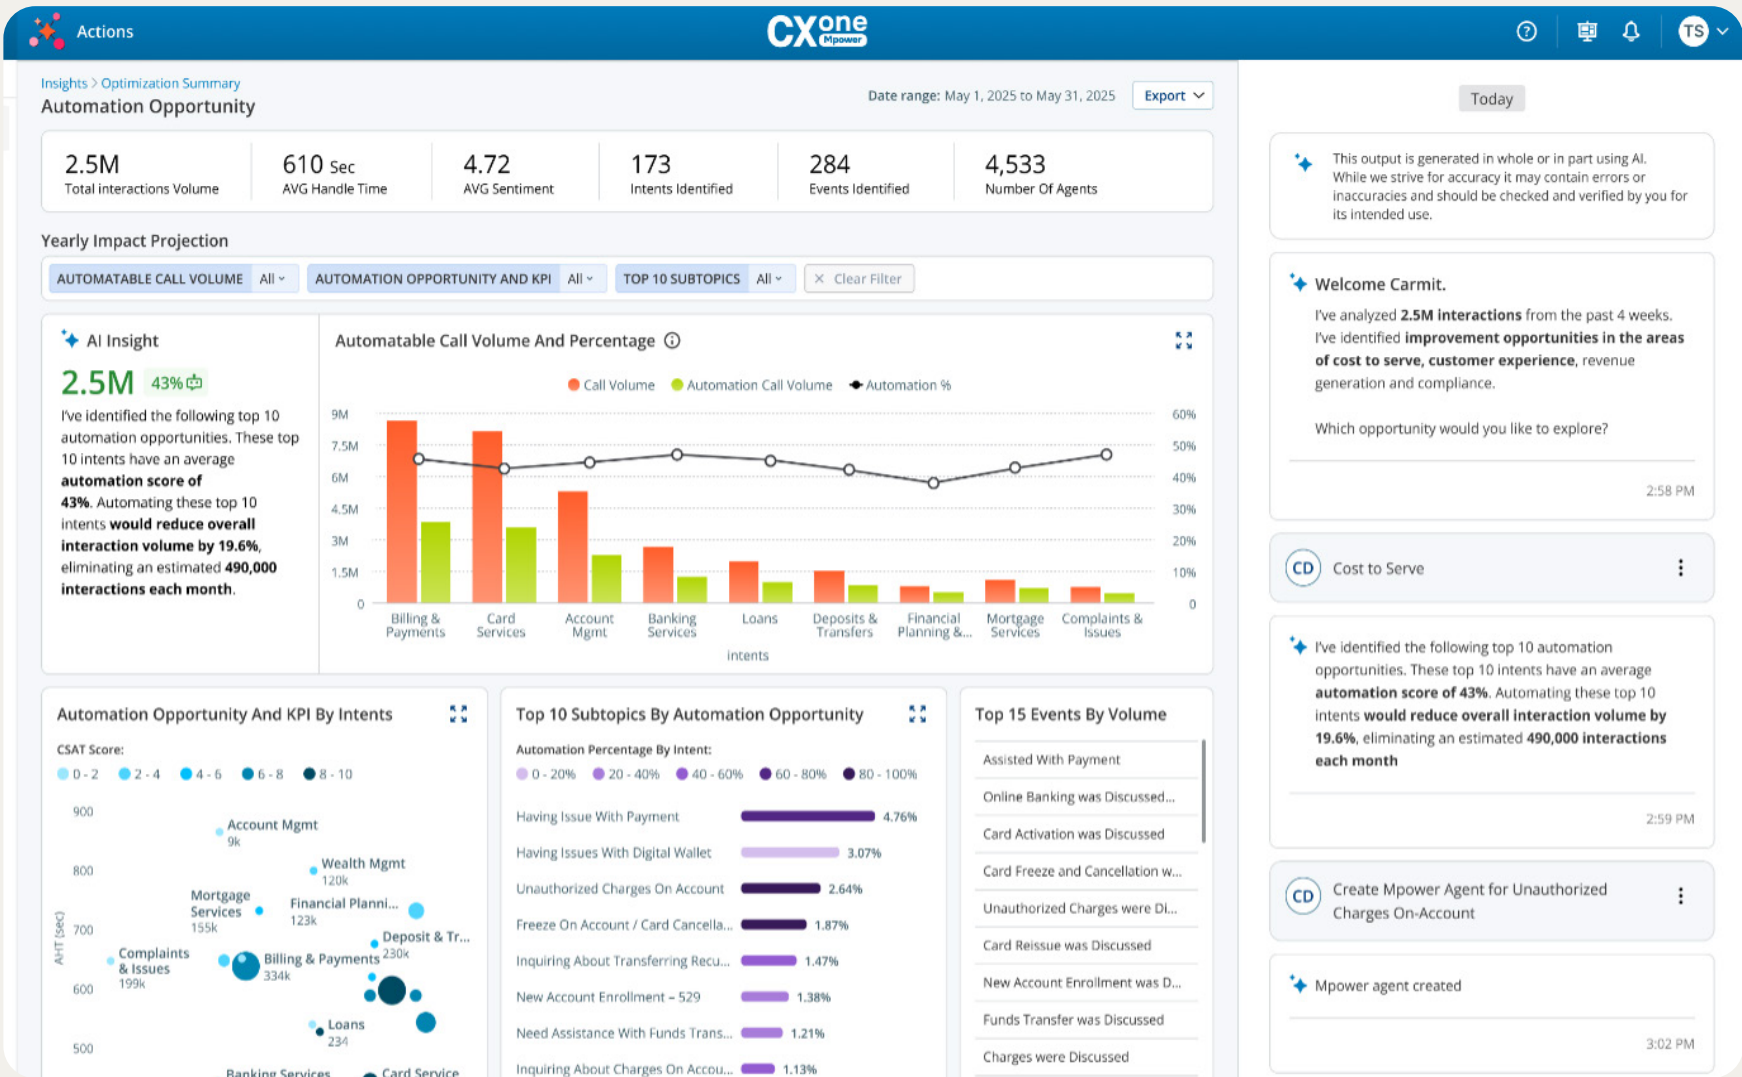 Actions
CXone
Mpower
?
TS
Insights > Optimization Summary
Automation Opportunity
Date range: May 1, 2025 to May 31, 2025
Export
2.5M
Total interactions Volume
610 Sec
AVG Handle Time
4.72
AVG Sentiment
173
Intents Identified
284
Events Identified
4,533
Number Of Agents
Yearly Impact Projection
AUTOMATABLE CALL VOLUME All
AUTOMATION OPPORTUNITY AND KPI All
TOP 10 SUBTOPICS All
Clear Filter
AI Insight
2.5M 43%
I've identified the following top 10
automation opportunities. These top
10 intents have an average
automation score of
43%. Automating these top 10
intents would reduce overall
interaction volume by 19.6%,
eliminating an estimated 490,000
interactions each month.
Automatable Call Volume And Percentage
Call Volume
Automation Call Volume
Automation %
9M
7.5M
6M
4.5M
3M
1.5M
0
60%
50%
40%
30%
20%
10%
0
Billing &
Payments
Card
Services
Account
Mgmt
Banking
Services
Loans
Deposits &
Transfers
Financial
Planning &...
Mortgage
Services
Complaints &
Issues
intents
Automation Opportunity And KPI By Intents
CSAT Score:
0 - 2
2 - 4
4 - 6
6 - 8
8 - 10
AHT (sec)
900
800
700
600
500
Account Mgmt
9k
Wealth Mgmt
120k
Mortgage
Services
155k
Financial Planni...
123k
Deposit & Tr...
230k
Complaints
& Issues
199k
Billing & Payments
334k
Loans
234
Banking Services
Card Service
Top 10 Subtopics By Automation Opportunity
Automation Percentage By Intent:
0 - 20%
20 - 40%
40 - 60%
60 - 80%
80 - 100%
Having Issue With Payment 4.76%
Having Issues With Digital Wallet 3.07%
Unauthorized Charges On Account 2.64%
Freeze On Account / Card Cancella... 1.87%
Inquiring About Transferring Recu... 1.47%
New Account Enrollment – 529 1.38%
Need Assistance With Funds Trans... 1.21%
Inquiring About Charges On Accou... 1.13%
Top 15 Events By Volume
Assisted With Payment
Online Banking was Discussed...
Card Activation was Discussed
Card Freeze and Cancellation w...
Unauthorized Charges were Di...
Card Reissue was Discussed
New Account Enrollment was D...
Funds Transfer was Discussed
Charges were Discussed
Today
This output is generated in whole or in part using AI.
While we strive for accuracy it may contain errors or
inaccuracies and should be checked and verified by you for
its intended use.
Welcome Carmit.
I've analyzed 2.5M interactions from the past 4 weeks.
I've identified improvement opportunities in the areas
of cost to serve, customer experience, revenue
generation and compliance.
Which opportunity would you like to explore?
2:58 PM
CD Cost to Serve
I've identified the following top 10 automation
opportunities. These top 10 intents have an average
automation score of 43%. Automating these top 10
intents would reduce overall interaction volume by
19.6%, eliminating an estimated 490,000 interactions
each month
2:59 PM
CD Create Mpower Agent for Unauthorized
Charges On-Account
Mpower agent created
3:02 PM